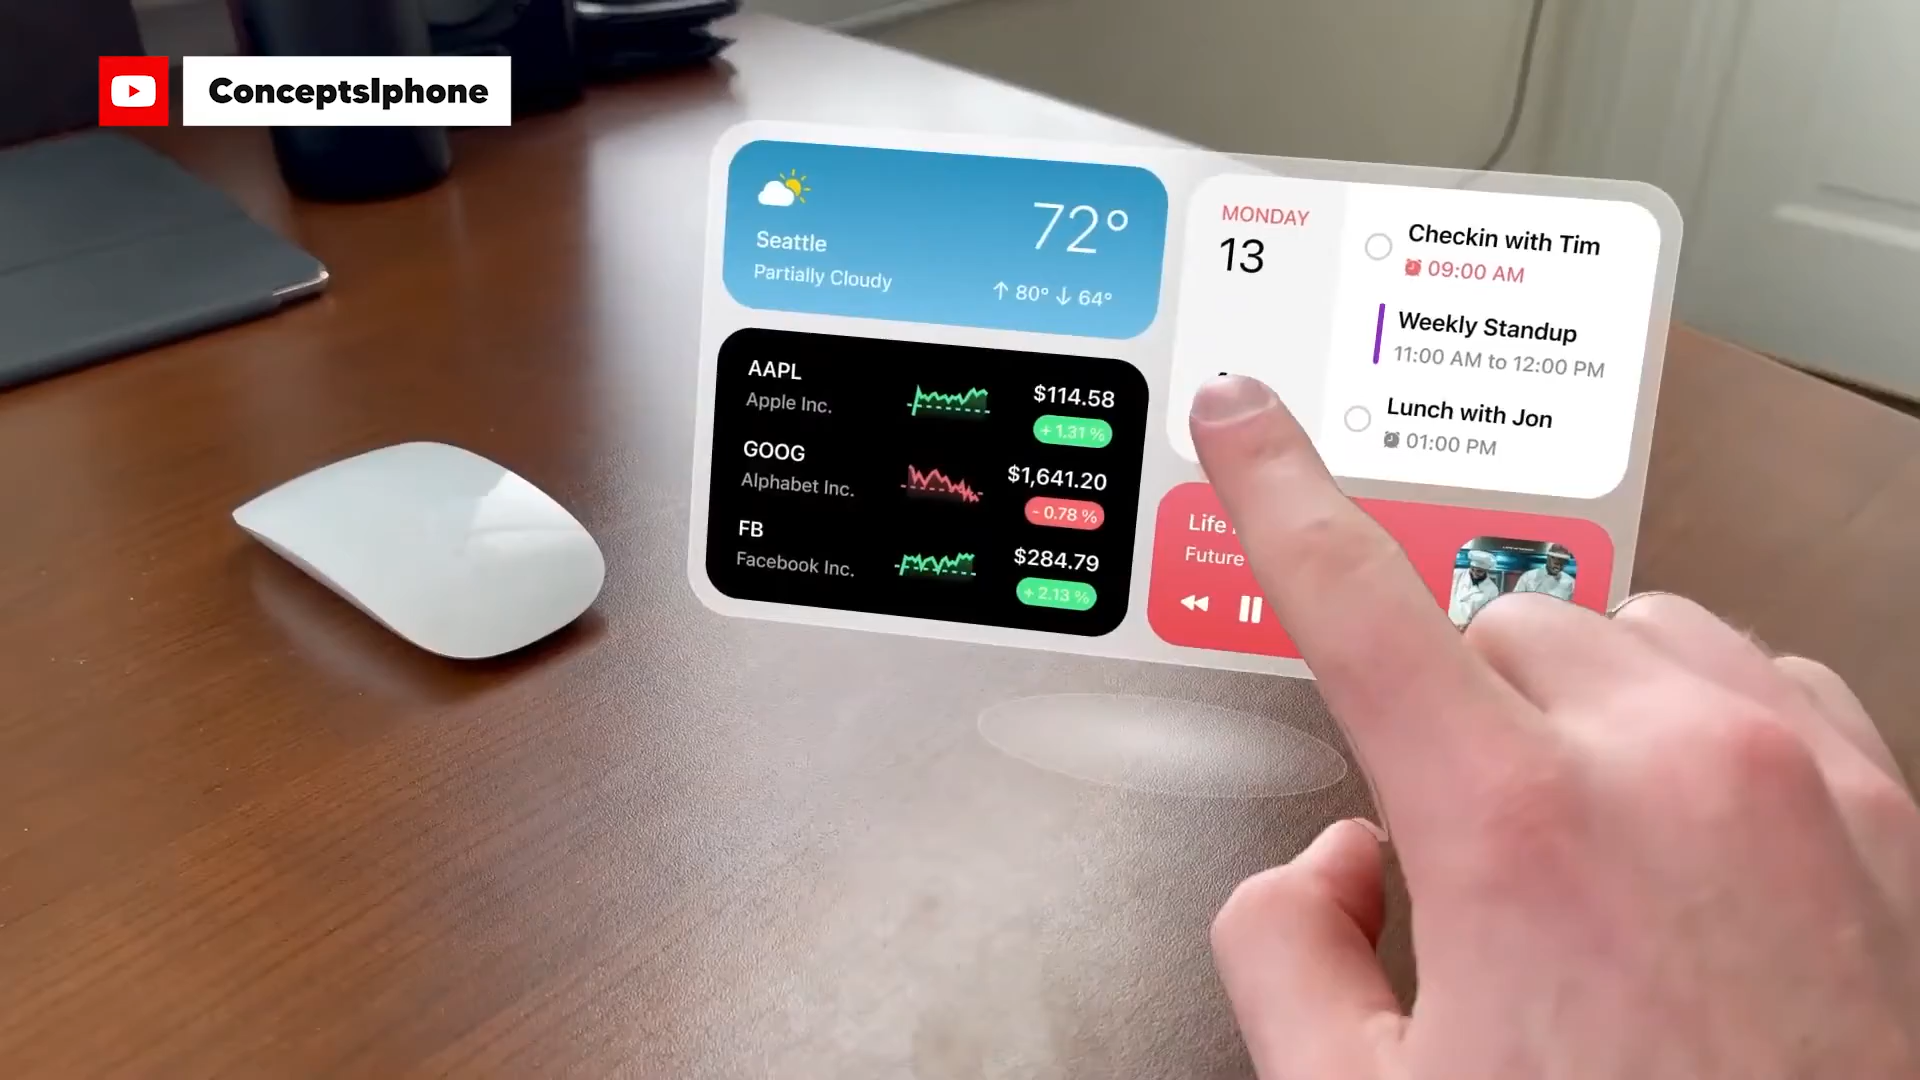 ConceptsIphone
72°
Seattle
Partially Cloudy
↑ 80° ↓ 64°
AAPL
Apple Inc.
$114.58
+ 1.31 %
GOOG
Alphabet Inc.
$1,641.20
- 0.78 %
FB
Facebook Inc.
$284.79
+ 2.13 %
MONDAY
13
Checkin with Tim
09:00 AM
Weekly Standup
11:00 AM to 12:00 PM
Lunch with Jon
01:00 PM
Life
Future